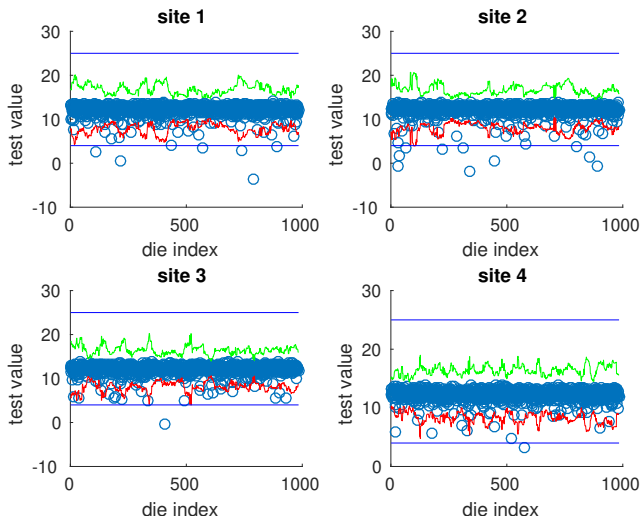 site 1
30
20
10
0
-10
test value
0 500 1000
die index
site 2
30
20
10
0
-10
test value
0 500 1000
die index
site 3
30
20
10
0
-10
test value
0 500 1000
die index
site 4
30
20
10
0
test value
0 500 1000
die index